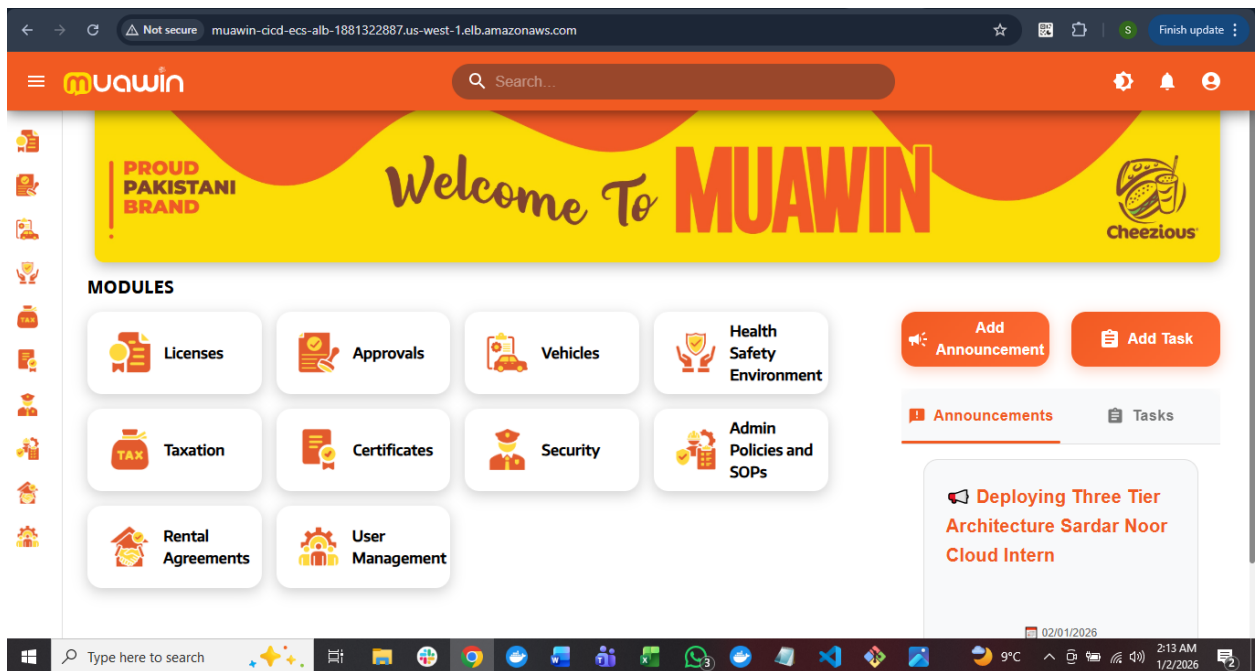 Not secure muawin-cicd-ecs-alb-1881322887.us-west-1.elb.amazonaws.com S Finish update
muawin Search...
PROUD
PAKISTANI
BRAND
Welcome To MUAWIN
Cheezious
MODULES
Licenses
Approvals
Vehicles
Health
Safety
Environment
TAX
Taxation
Certificates
Security
Admin
Policies and
SOPs
Rental
Agreements
User
Management
Add
Announcement
Add Task
Announcements Tasks
Deploying Three Tier
Architecture Sardar Noor
Cloud Intern
02/01/2026
TAX
Type here to search
3
9°C
2:13 AM
1/2/2026
2